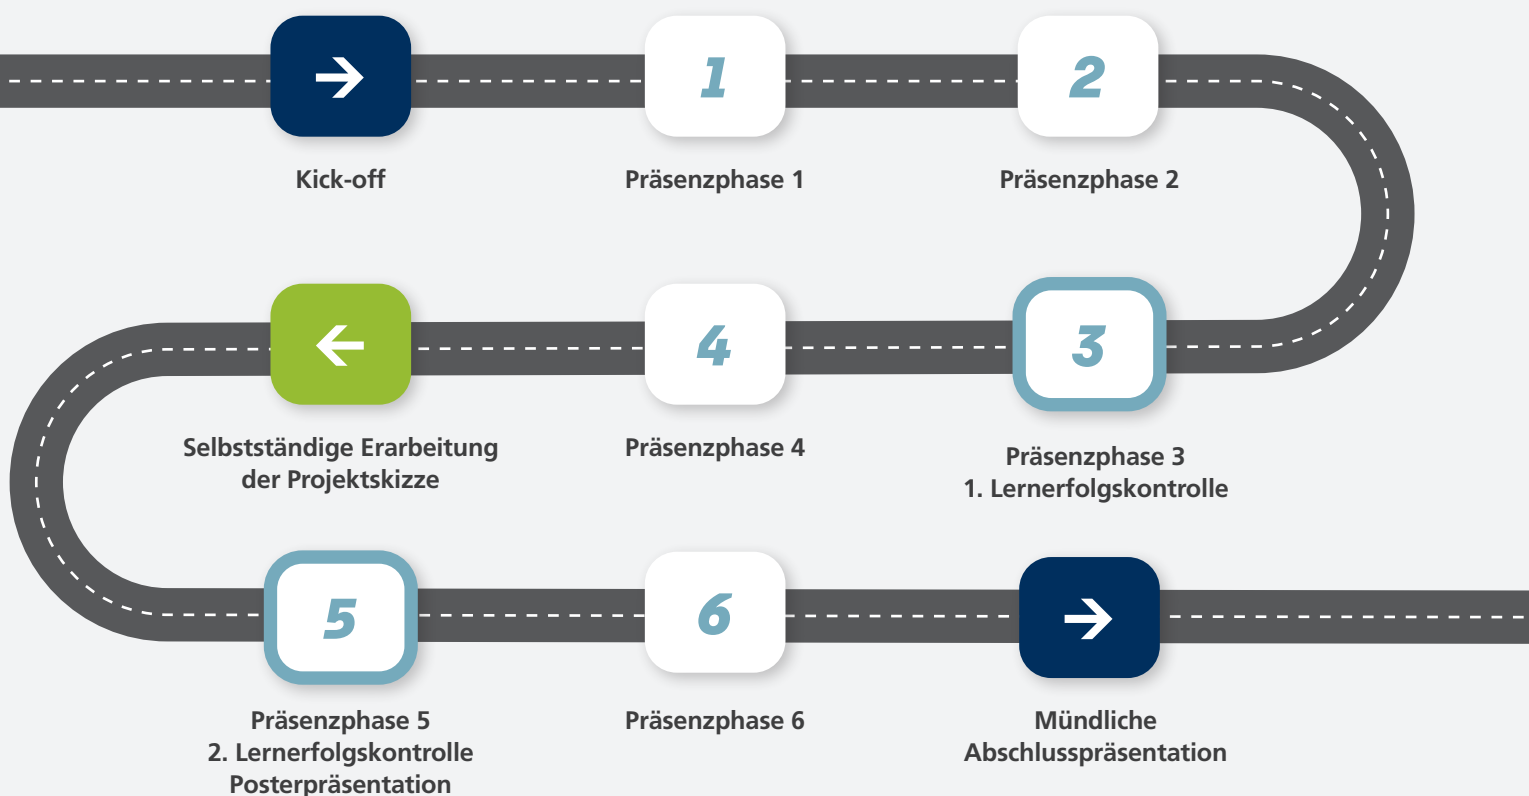 1
2
Kick-off
Präsenzphase 1
Präsenzphase 2
4
3
Selbstständige Erarbeitung
der Projektskizze
Präsenzphase 4
Präsenzphase 3
1. Lernerfolgskontrolle
5
6
Präsenzphase 5
2. Lernerfolgskontrolle
Posterpräsentation
Präsenzphase 6
Mündliche
Abschlusspräsentation